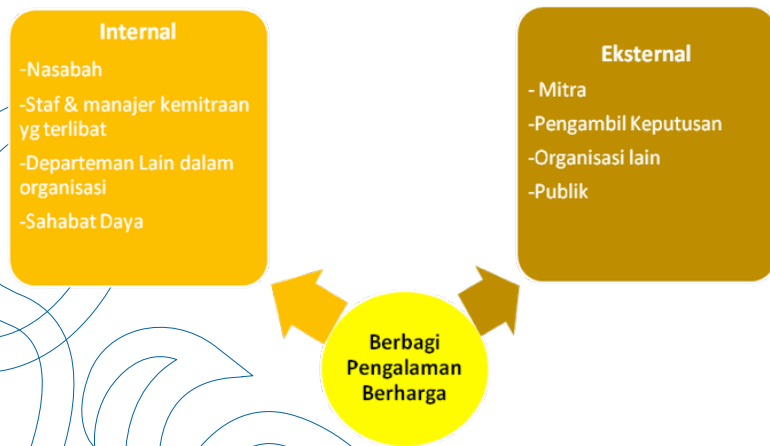 Internal
-Nasabah
-Staf & manajer kemitraan
yg terlibat
-Departeman Lain dalam
organisasi
-Sahabat Daya
Eksternal
- Mitra
-Pengambil Keputusan
-Organisasi lain
-Publik
Berbagi
Pengalaman
Berharga